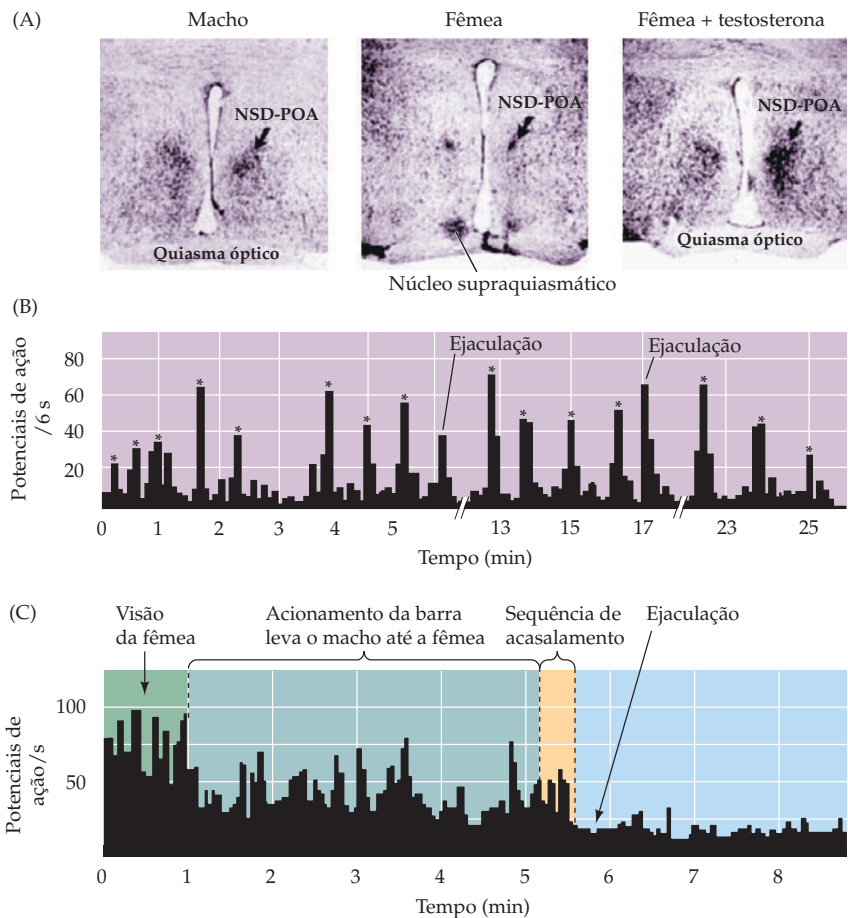 (A)
Macho
Fêmea
Fêmea + testosterona
NSD-POA
NSD-POA
NSD-POA
Quiasma óptico
Quiasma óptico
Núcleo supraquiasmático
(B)
Ejaculação
Ejaculação
Potenciais de ação
/6 s
80
60
40
20
* * * * * * * * * * * * * * * *
0 1 2 3 4 5 13 15 17 23 25
Tempo (min)
(C)
Visão
da fêmea
Acionamento da barra
leva o macho até a fêmea
Sequência de
acasalamento
Ejaculação
Potenciais de
ação/s
100
50
0 1 2 3 4 5 6 7 8
Tempo (min)